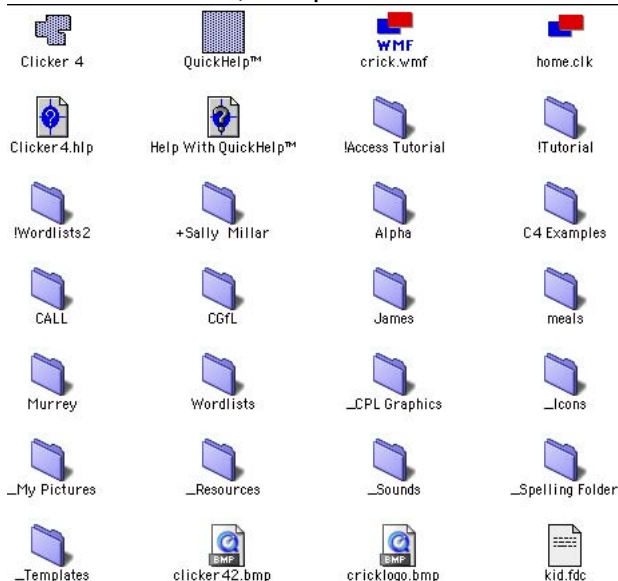 Clicker 4 QuickHelp™ WMF crick.wmf home.clk
Clicker4.hlp Help With QuickHelp™ !Access Tutorial !Tutorial
!Wordlists2 +Sally Millar Alpha C4 Examples
CALL CGfL James meals
Murrey Wordlists _CPL Graphics _Icons
_My Pictures _Resources _Sounds _Spelling Folder
_Templates BMP clicker42.bmp BMP cricklogo.bmp kid.fdc